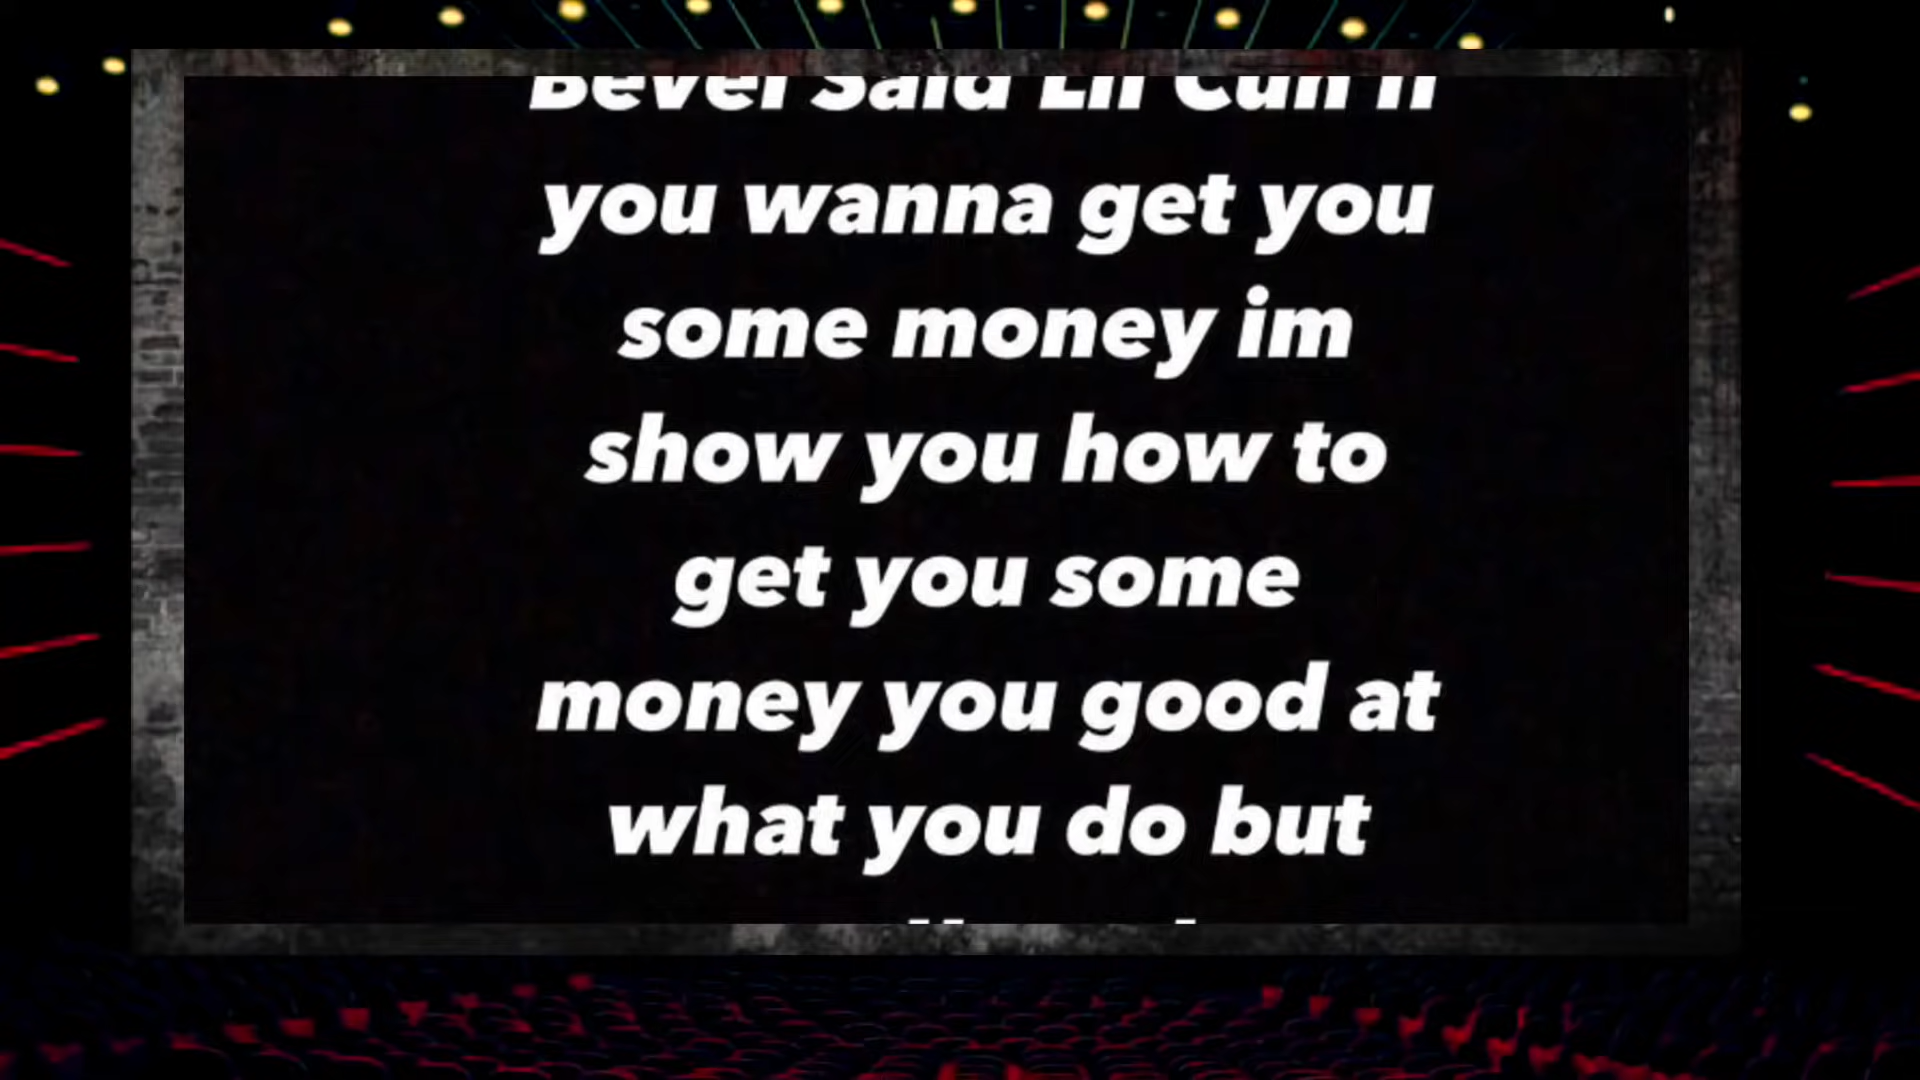 Bevel Said Lil Cuh if
you wanna get you
some money im
show you how to
get you some
money you good at
what you do but